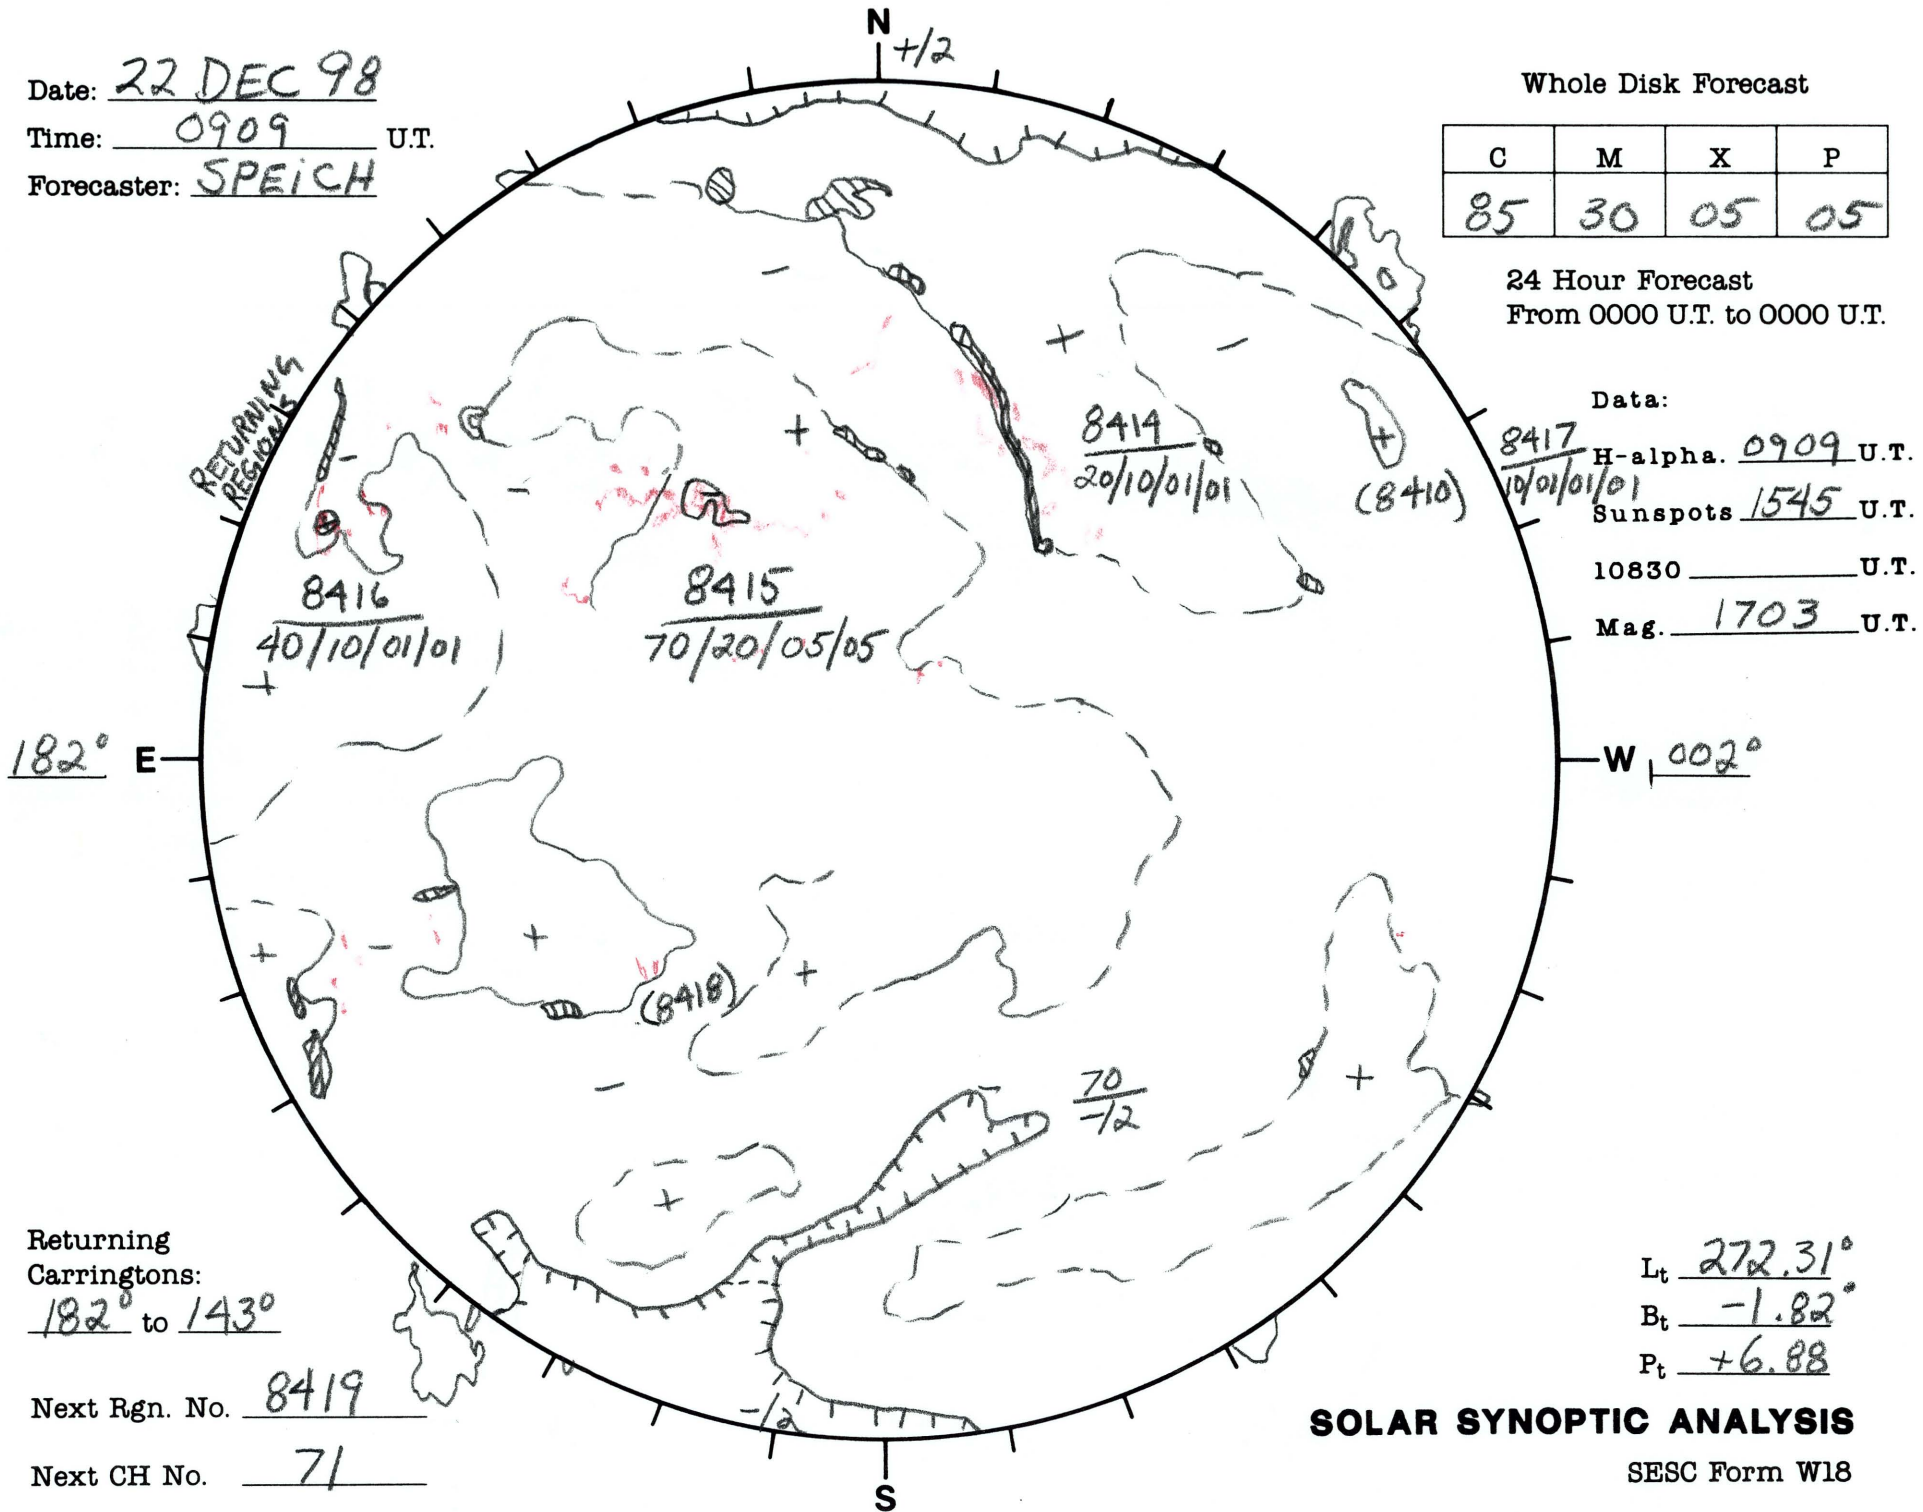 N
+/2
Date: 22 DEC 98
Time: 0909 U.T.
Forecaster: SPEiCH
Whole Disk Forecast
C M X P
85 30 05 05
24 Hour Forecast
From 0000 U.T. to 0000 U.T.
RETURNING
REGIONS
Data:
H-alpha. 0909 U.T.
Sunspots 1545 U.T.
10830 U.T.
Mag. 1703 U.T.
8417
10/01/01/01
8414
20/10/01/01
(8410)
8416
40/10/01/01
8415
70/20/05/05
182° E
W 002°
(8418)
70
-/2
-/2
S
Returning
Carringtons:
182° to 143°
Next Rgn. No. 8419
Next CH No. 71
Lt 272.31°
Bt -1.82°
Pt +6.88
SOLAR SYNOPTIC ANALYSIS
SESC Form W18